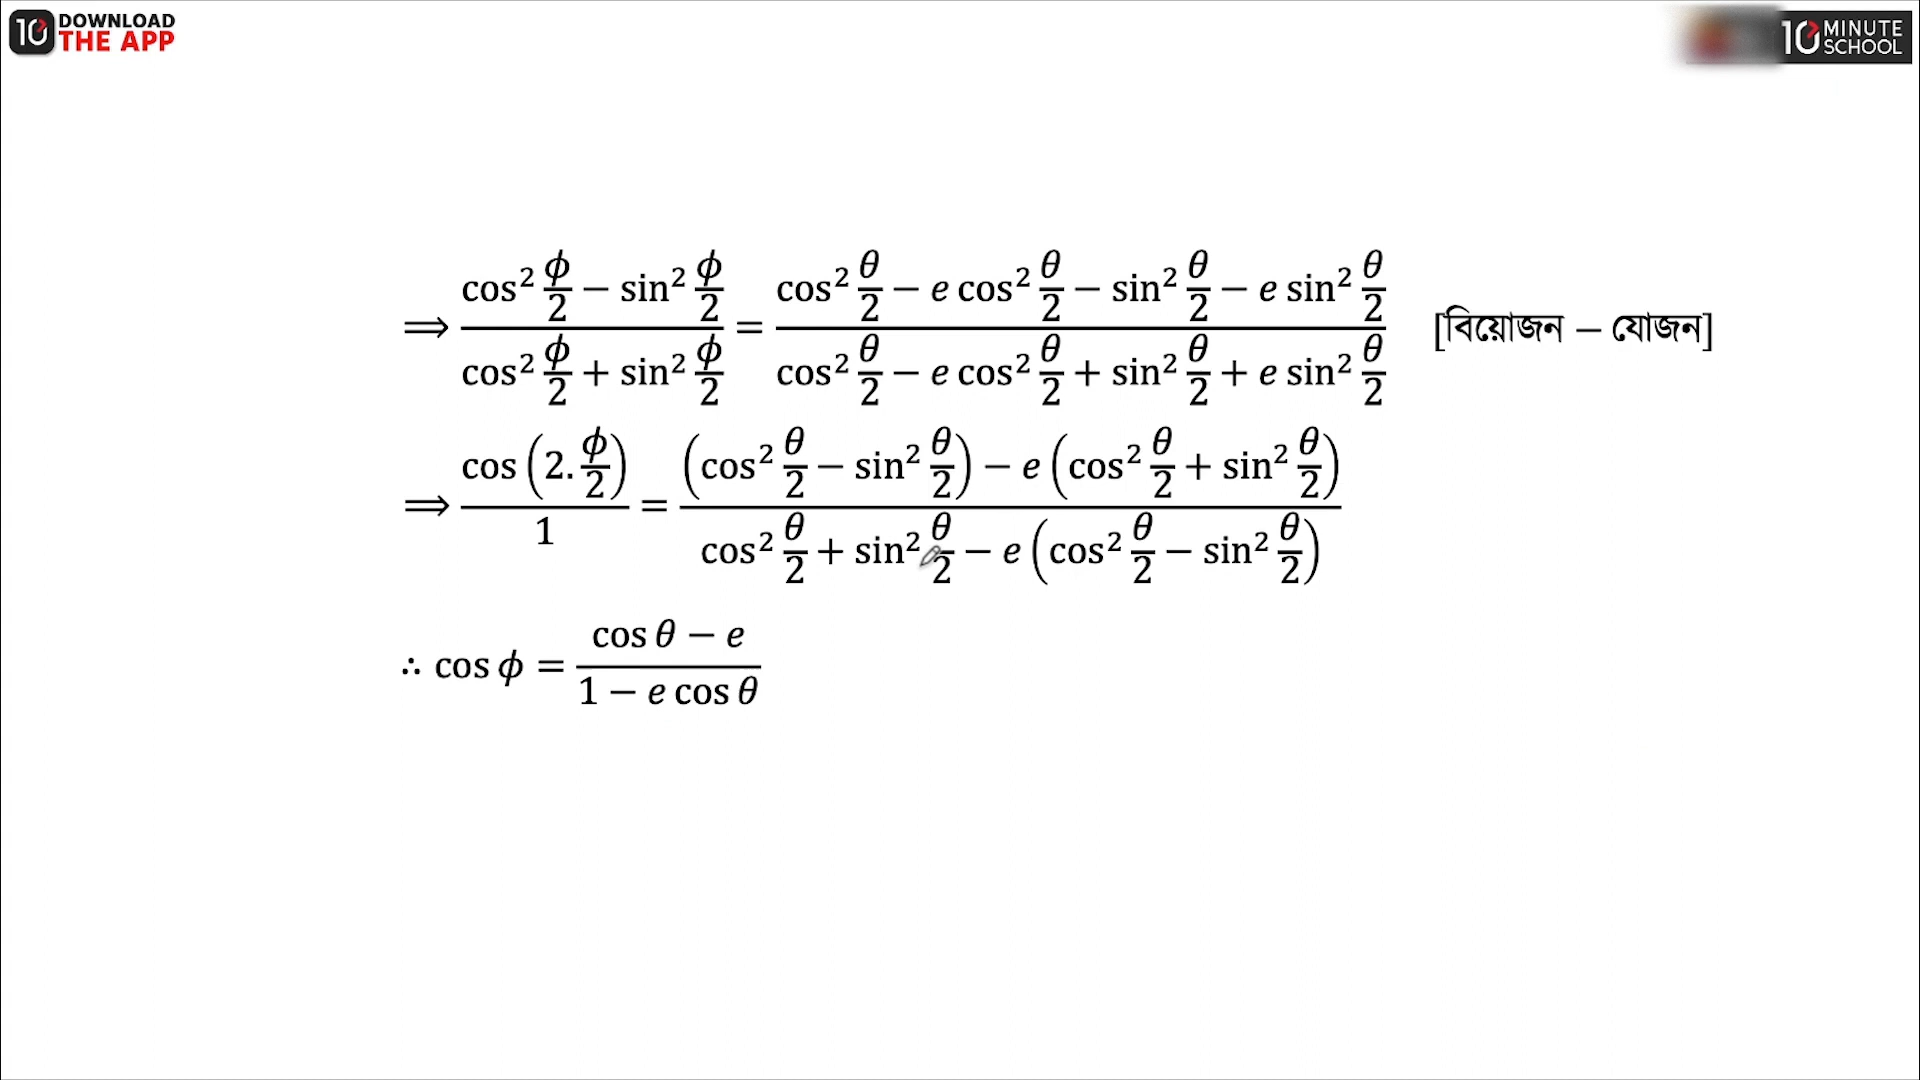 10 DOWNLOAD THE APP
10 MINUTE SCHOOL
⟹ (cos² φ/2 − sin² φ/2)/(cos² φ/2 + sin² φ/2) = (cos² θ/2 − e cos² θ/2 − sin² θ/2 − e sin² θ/2)/(cos² θ/2 − e cos² θ/2 + sin² θ/2 + e sin² θ/2) [বিয়োজন – যোজন]
⟹ cos (2. φ/2)/1 = ((cos² θ/2 − sin² θ/2) − e (cos² θ/2 + sin² θ/2))/(cos² θ/2 + sin² θ/2 − e (cos² θ/2 − sin² θ/2))
∴ cos φ = (cos θ − e)/(1 − e cos θ)